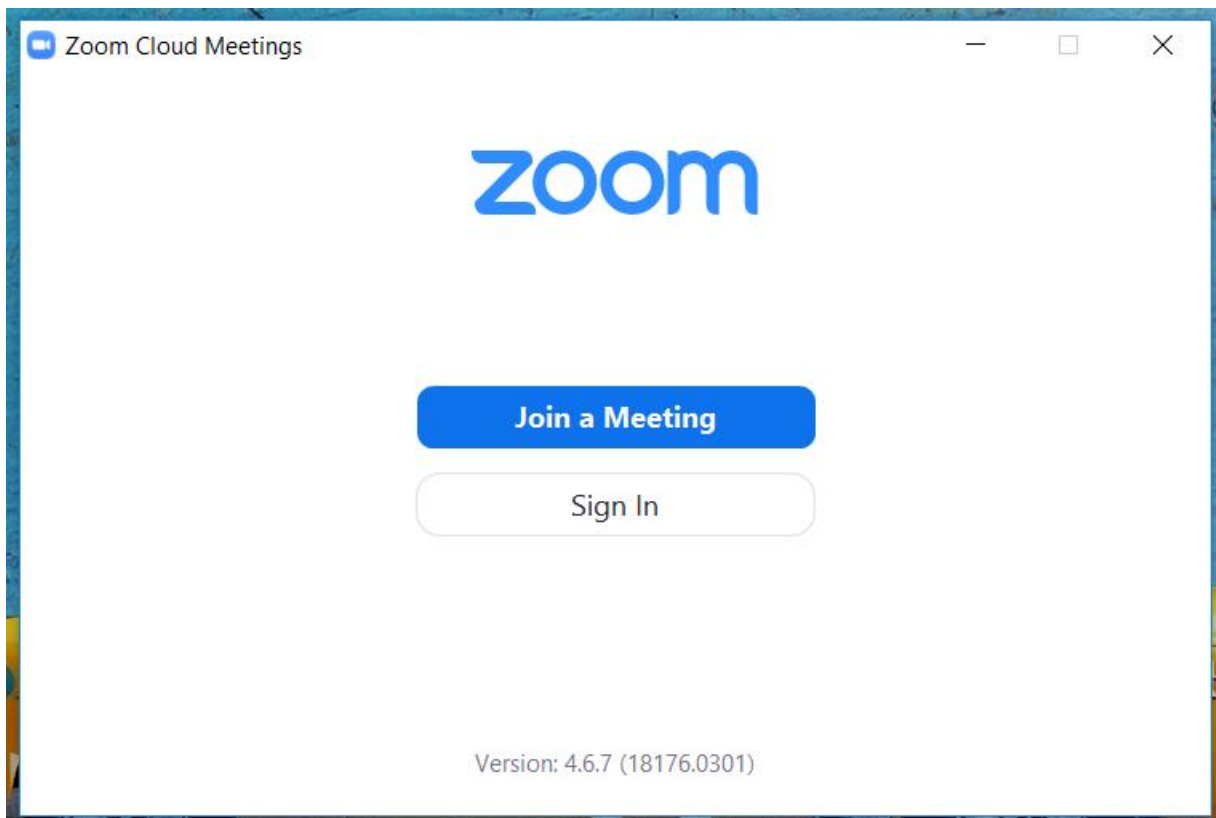 Zoom Cloud Meetings
zoom
Join a Meeting
Sign In
Version: 4.6.7 (18176.0301)